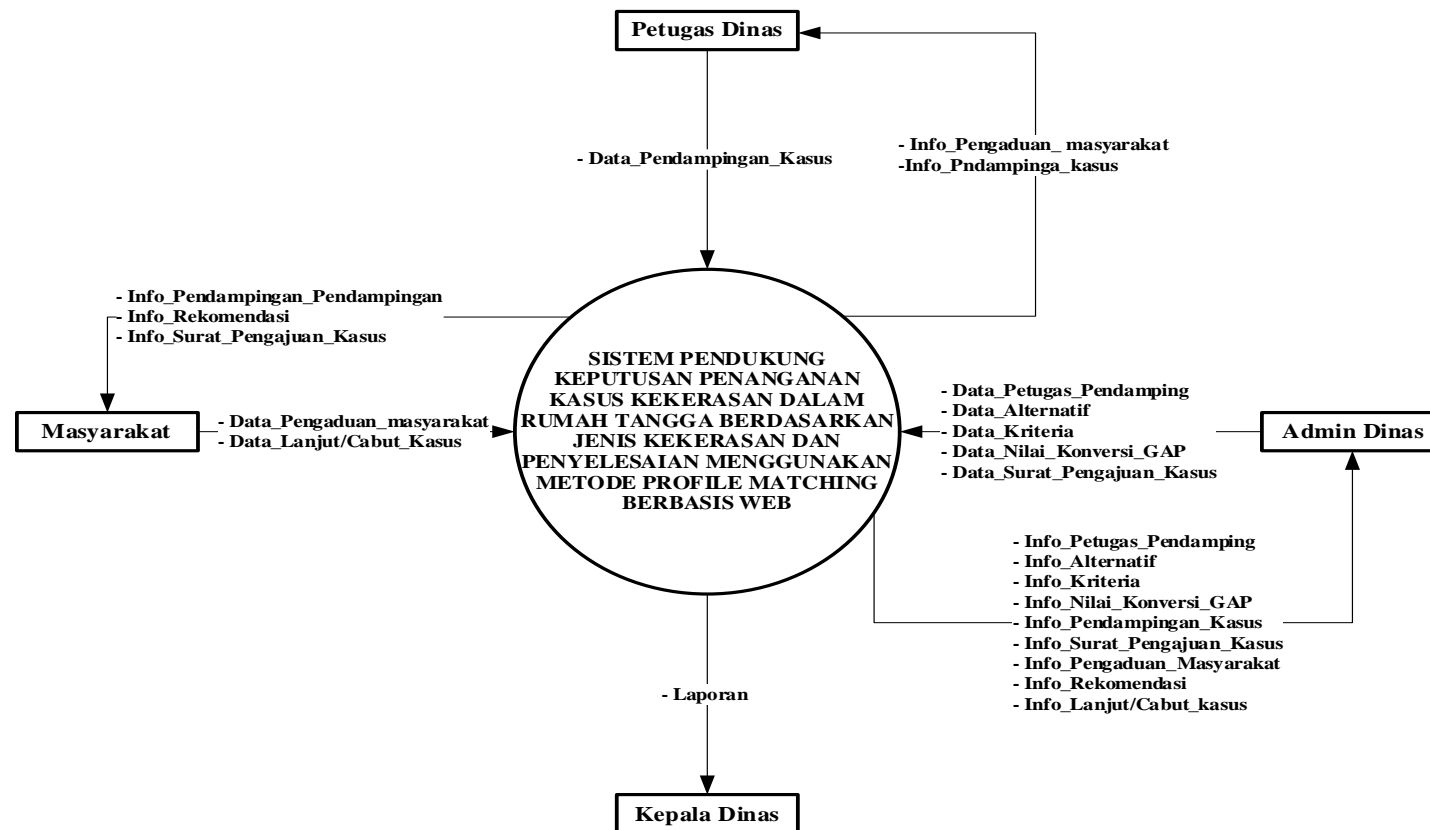 Petugas Dinas
- Data_Pendampingan_Kasus
- Info_Pengaduan_ masyarakat
-Info_Pndampinga_kasus
- Info_Pendampingan_Pendampingan
- Info_Rekomendasi
- Info_Surat_Pengajuan_Kasus
Masyarakat
- Data_Pengaduan_masyarakat
- Data_Lanjut/Cabut_Kasus
SISTEM PENDUKUNG
KEPUTUSAN PENANGANAN
KASUS KEKERASAN DALAM
RUMAH TANGGA BERDASARKAN
JENIS KEKERASAN DAN
PENYELESAIAN MENGGUNAKAN
METODE PROFILE MATCHING
BERBASIS WEB
- Data_Petugas_Pendamping
- Data_Alternatif
- Data_Kriteria
- Data_Nilai_Konversi_GAP
- Data_Surat_Pengajuan_Kasus
Admin Dinas
- Info_Petugas_Pendamping
- Info_Alternatif
- Info_Kriteria
- Info_Nilai_Konversi_GAP
- Info_Pendampingan_Kasus
- Info_Surat_Pengajuan_Kasus
- Info_Pengaduan_Masyarakat
- Info_Rekomendasi
- Info_Lanjut/Cabut_kasus
- Laporan
Kepala Dinas